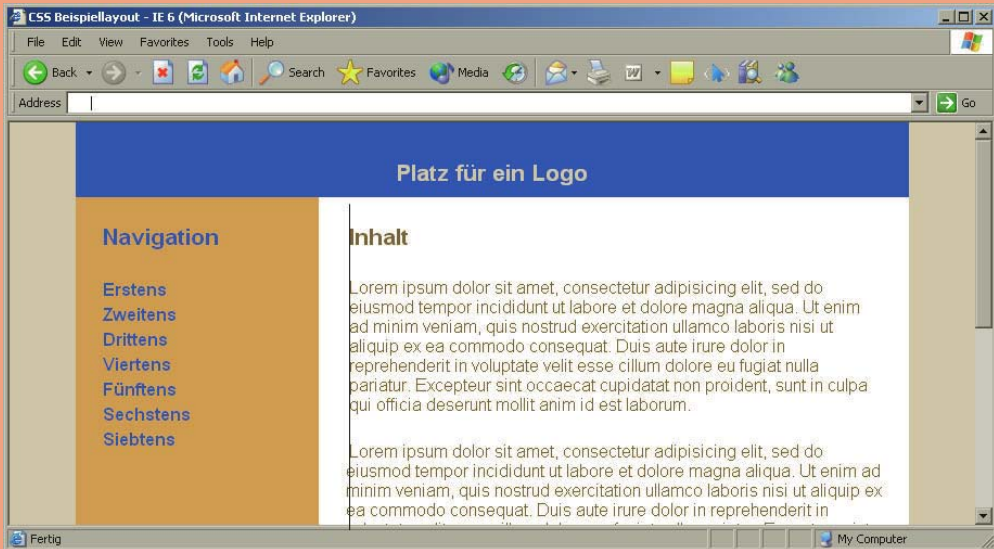 CSS Beispiellayout - IE 6 (Microsoft Internet Explorer)
File Edit View Favorites Tools Help
Back Search Favorites Media W
Address Go
Platz für ein Logo
Navigation
Erstens
Zweitens
Drittens
Viertens
Fünftens
Sechstens
Siebtens
Inhalt
Lorem ipsum dolor sit amet, consectetur adipisicing elit, sed do
eiusmod tempor incididunt ut labore et dolore magna aliqua. Ut enim
ad minim veniam, quis nostrud exercitation ullamco laboris nisi ut
aliquip ex ea commodo consequat. Duis aute irure dolor in
reprehenderit in voluptate velit esse cillum dolore eu fugiat nulla
pariatur. Excepteur sint occaecat cupidatat non proident, sunt in culpa
qui officia deserunt mollit anim id est laborum.
Lorem ipsum dolor sit amet, consectetur adipisicing elit, sed do
eiusmod tempor incididunt ut labore et dolore magna aliqua. Ut enim ad
minim veniam, quis nostrud exercitation ullamco laboris nisi ut aliquip ex
ea commodo consequat. Duis aute irure dolor in reprehenderit in
Fertig My Computer